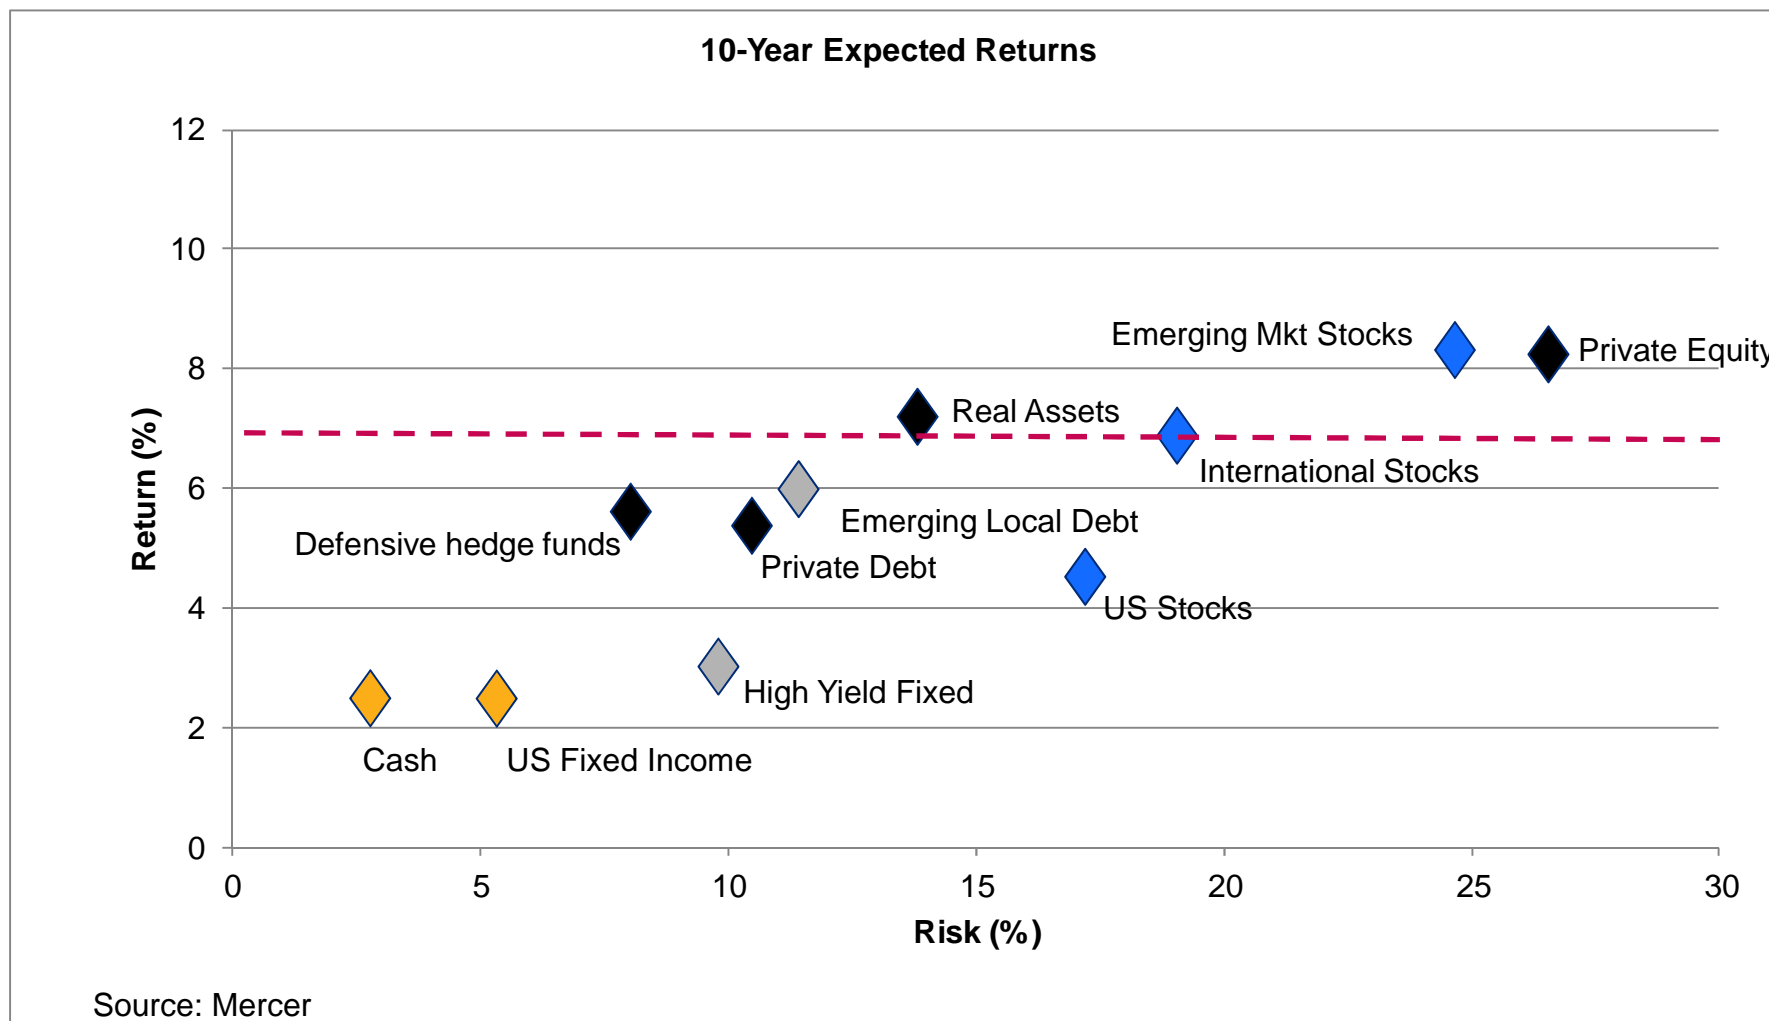 10-Year Expected Returns
12
10
8
6
4
2
0
Return (%)
Emerging Mkt Stocks
Private Equity
Real Assets
International Stocks
Emerging Local Debt
Defensive hedge funds
Private Debt
US Stocks
High Yield Fixed
Cash
US Fixed Income
0 5 10 15 20 25 30
Risk (%)
Source: Mercer